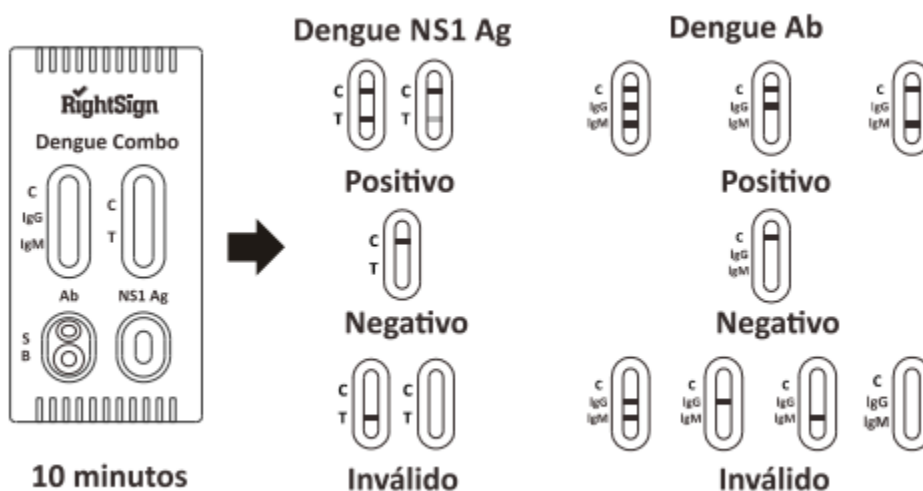 RightSign
Dengue Combo
C
IgG
IgM
C
T
Ab
NS1 Ag
S
B
10 minutos
Dengue NS1 Ag
C
T
C
T
Positivo
C
T
Negativo
C
T
C
T
Inválido
Dengue Ab
C
IgG
IgM
C
IgG
IgM
C
IgG
IgM
Positivo
C
IgG
IgM
Negativo
C
IgG
IgM
C
IgG
IgM
C
IgG
IgM
C
IgG
IgM
Inválido